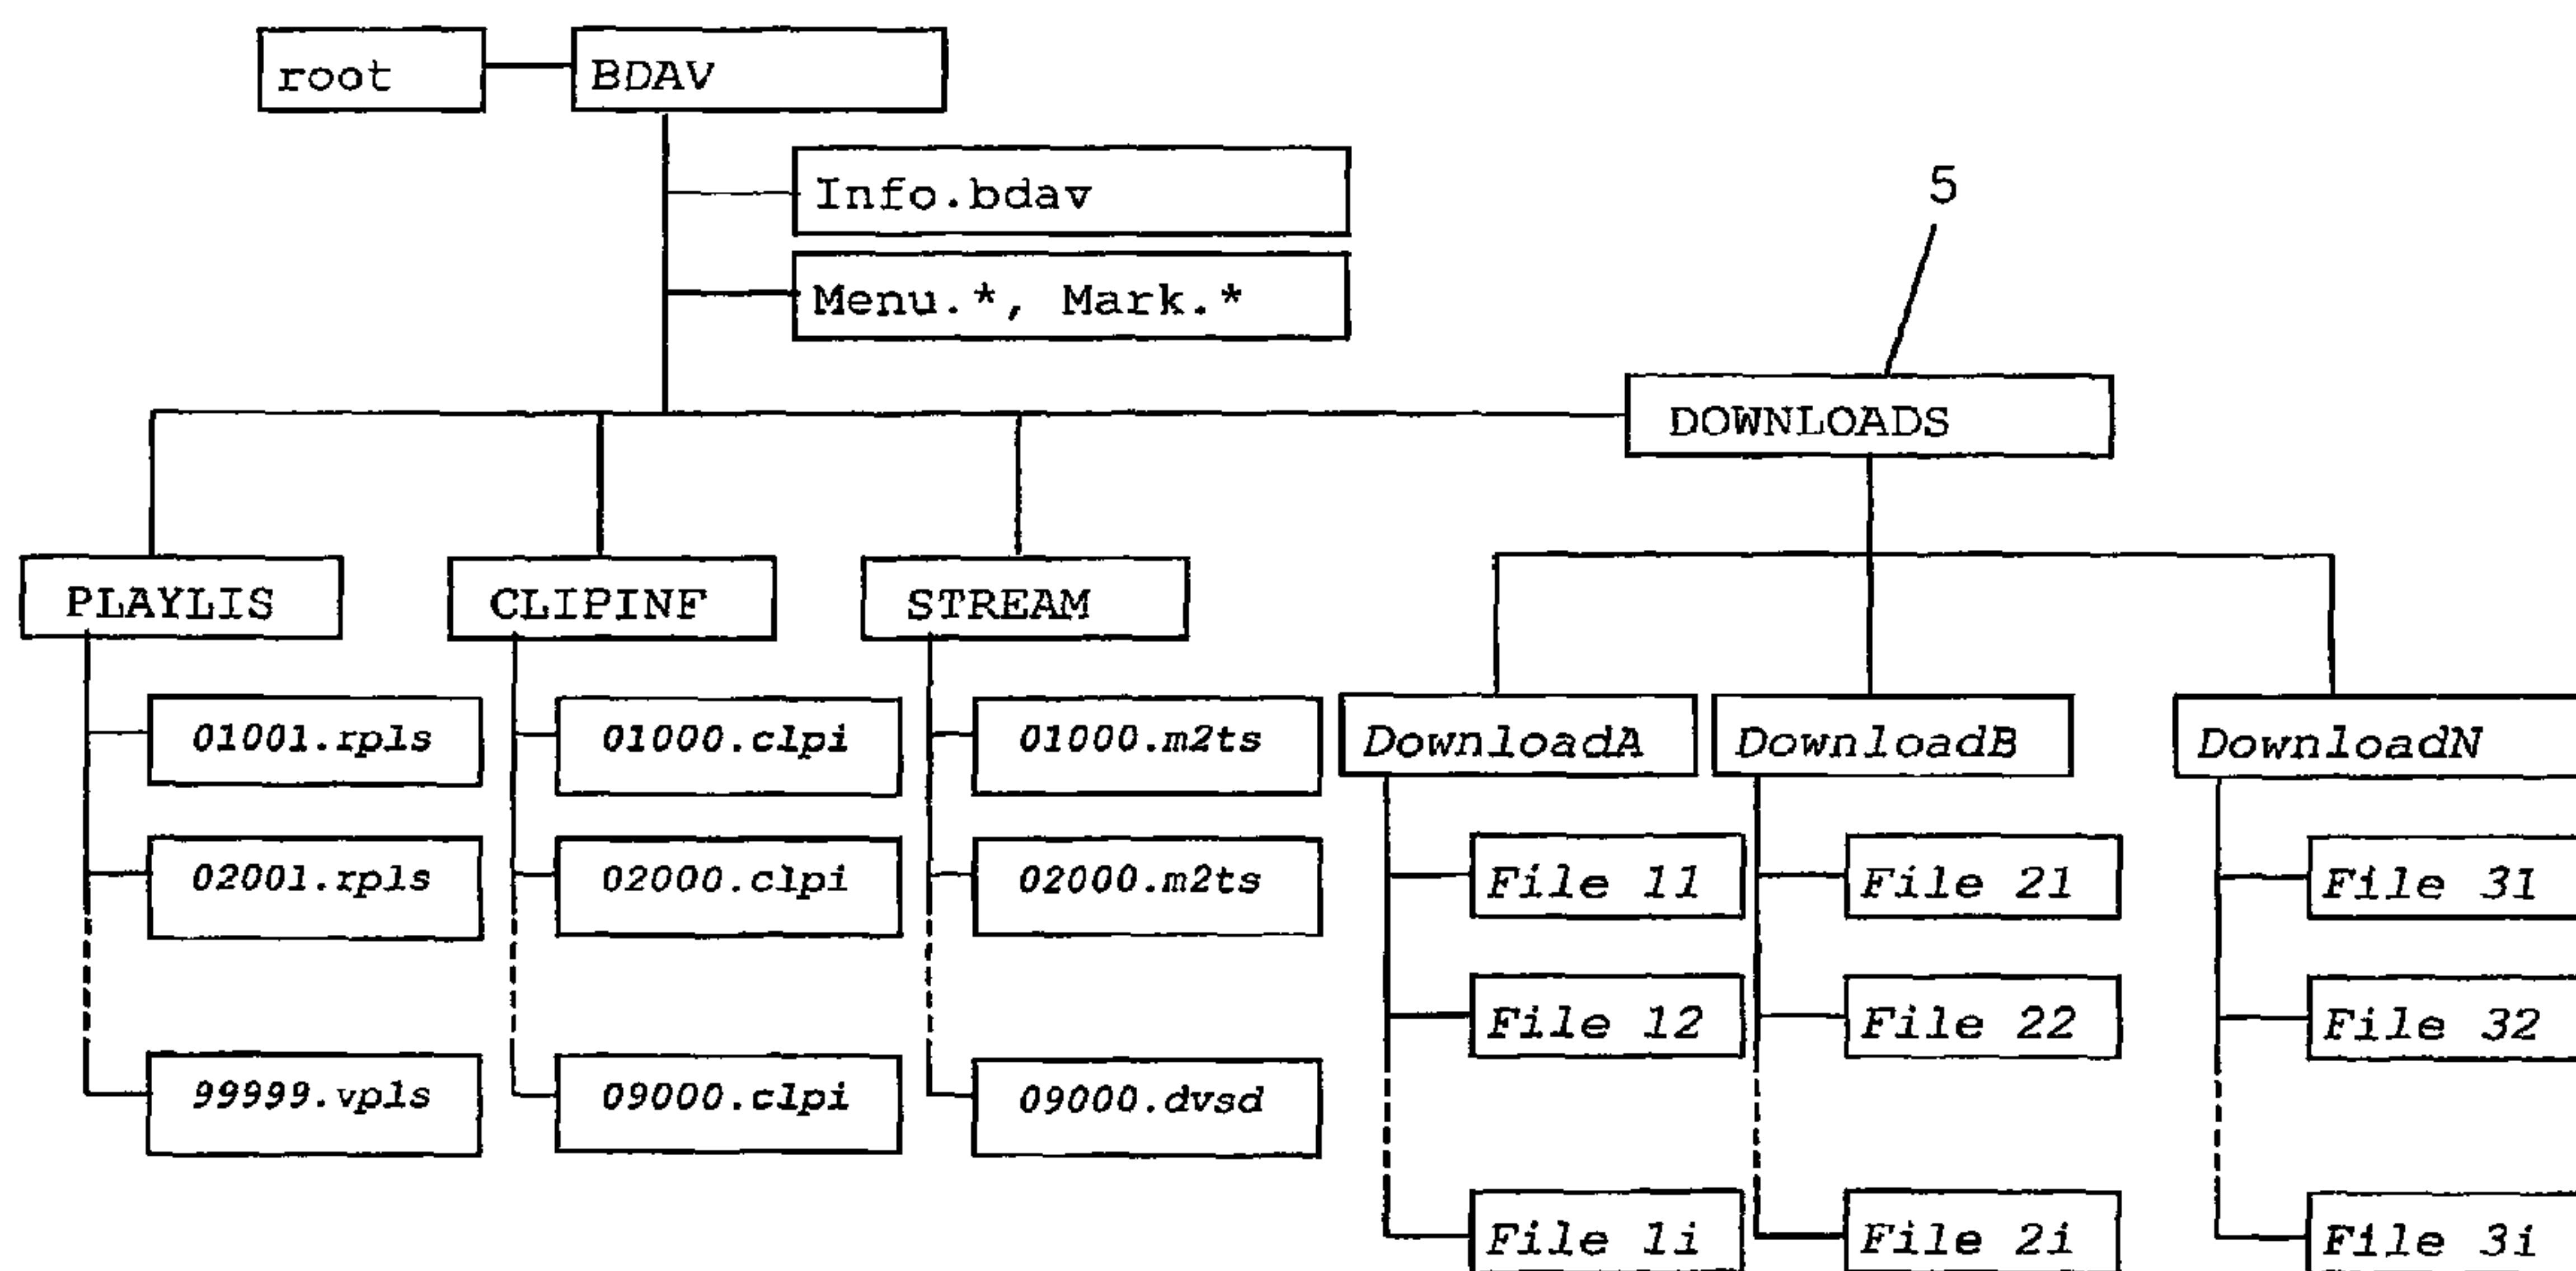 root
BDAV
Info.bdav
Menu.*, Mark.*
5
DOWNLOADS
PLAYLIS
CLIPINF
STREAM
01001.rpls
01000.clpi
01000.m2ts
DownloadA
DownloadB
DownloadN
02001.rpls
02000.clpi
02000.m2ts
File 11
File 21
File 31
File 12
File 22
File 32
99999.vpls
09000.clpi
09000.dvsd
File 1i
File 2i
File 3i